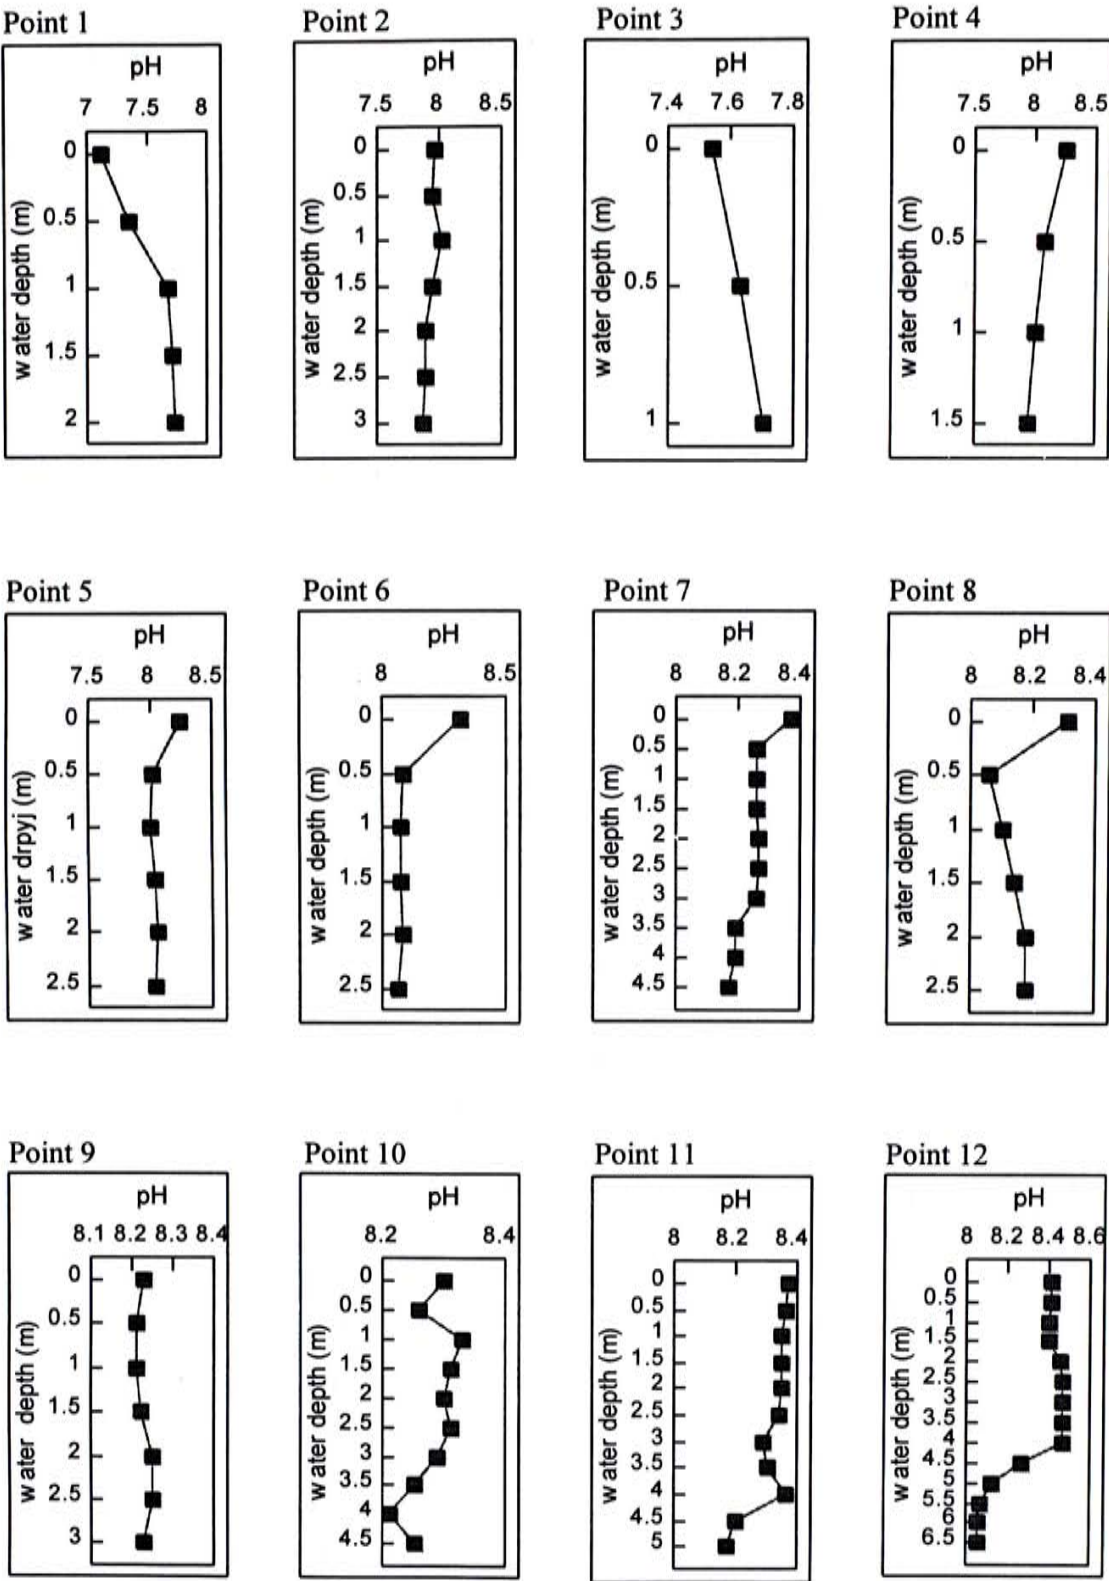 Point 1
pH
7 7.5 8
water depth (m)
0
0.5
1
1.5
2
Point 2
pH
7.5 8 8.5
water depth (m)
0
0.5
1
1.5
2
2.5
3
Point 3
pH
7.4 7.6 7.8
water depth (m)
0
0.5
1
Point 4
pH
7.5 8 8.5
water depth (m)
0
0.5
1
1.5
Point 5
pH
7.5 8 8.5
water drpyj (m)
0
0.5
1
1.5
2
2.5
Point 6
pH
8 8.5
water depth (m)
0
0.5
1
1.5
2
2.5
Point 7
pH
8 8.2 8.4
water depth (m)
0
0.5
1
1.5
2
2.5
3
3.5
4
4.5
Point 8
pH
8 8.2 8.4
water depth (m)
0
0.5
1
1.5
2
2.5
Point 9
pH
8.1 8.2 8.3 8.4
water depth (m)
0
0.5
1
1.5
2
2.5
3
Point 10
pH
8.2 8.4
water depth (m)
0
0.5
1
1.5
2
2.5
3
3.5
4
4.5
Point 11
pH
8 8.2 8.4
water depth (m)
0
0.5
1
1.5
2
2.5
3
3.5
4
4.5
5
Point 12
pH
8 8.2 8.4 8.6
water depth (m)
0
0.5
1
1.5
2
2.5
3
3.5
4
4.5
5
5.5
6
6.5